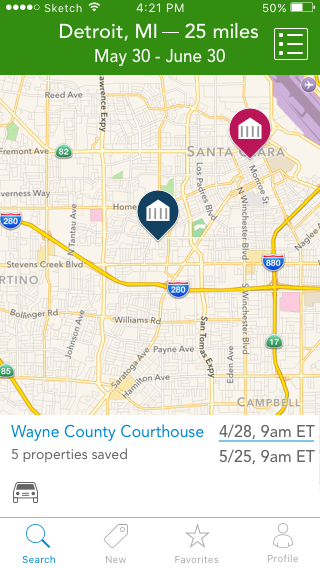 Sketch 4:21 PM 50%
Detroit, MI — 25 miles
May 30 - June 30
Reed Ave
Lawrence Expy
Fremont Ave
82
SANTA CLARA
Monroe St
Los Padres Blvd
Homestead
N Tantau Ave
N Winchester Blvd
280
Naglee
Stevens Creek Blvd
880
280
Bollinger Rd
Williams Rd
S Winchester Blvd
Johnson Ave
San Tomas Expy
17
Payne Ave
Eden Ave
Saratoga Ave
85
Hamilton Ave
CAMPBELL
Wayne County Courthouse 4/28, 9am ET
5 properties saved 5/25, 9am ET
Search New Favorites Profile